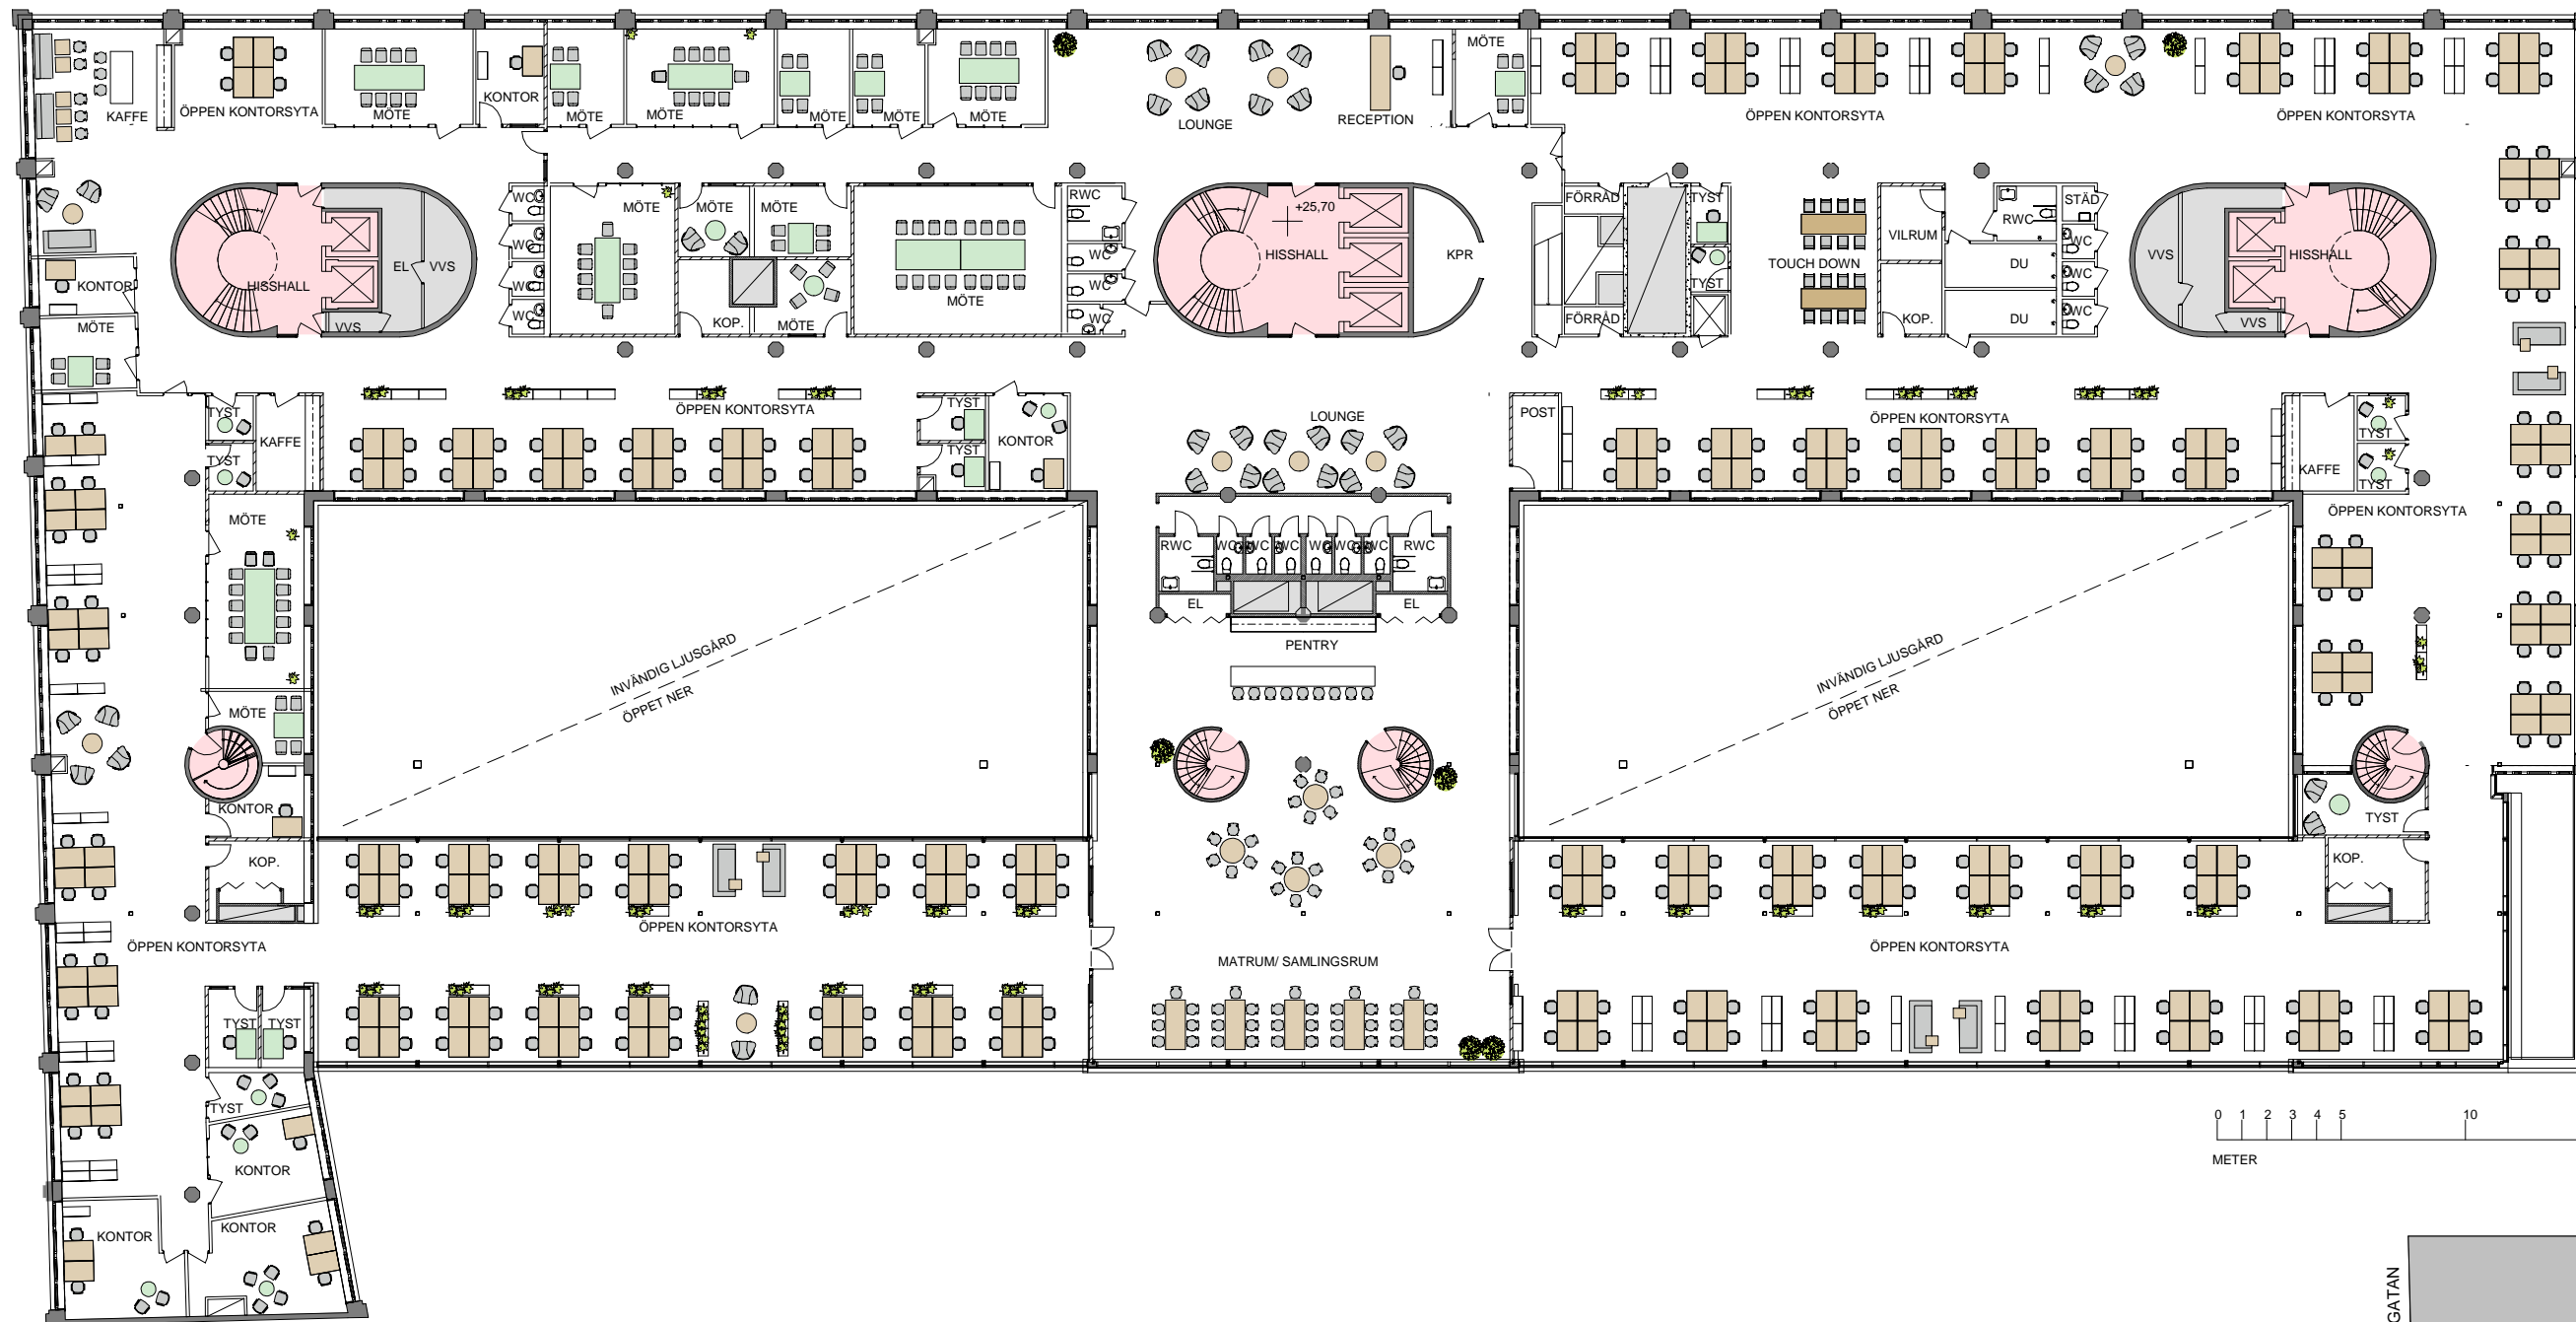 KAFFE
ÖPPEN KONTORSYTA
MÖTE
KONTOR
MÖTE
MÖTE
MÖTE
MÖTE
MÖTE
LOUNGE
RECEPTION
MÖTE
ÖPPEN KONTORSYTA
ÖPPEN KONTORSYTA
KONTOR
MÖTE
HISSHALL
EL
VVS
VVS
WC
WC
WC
WC
MÖTE
MÖTE
MÖTE
KOP.
MÖTE
MÖTE
RWC
WC
WC
WC
+25,70
HISSHALL
KPR
FÖRRÅD
FÖRRÅD
TYST
TYST
TOUCH DOWN
VILRUM
KOP.
RWC
DU
DU
STÄD
WC
WC
WC
VVS
VVS
HISSHALL
TYST
TYST
KAFFE
ÖPPEN KONTORSYTA
TYST
TYST
KONTOR
LOUNGE
POST
ÖPPEN KONTORSYTA
KAFFE
TYST
TYST
ÖPPEN KONTORSYTA
MÖTE
MÖTE
KONTOR
KOP.
INVÄNDIG LJUSGÅRD
ÖPPET NER
RWC
WC
WC
WC
WC
WC
WC
RWC
EL
EL
PENTRY
INVÄNDIG LJUSGÅRD
ÖPPET NER
TYST
KOP.
ÖPPEN KONTORSYTA
ÖPPEN KONTORSYTA
MATRUM/ SAMLINGSRUM
ÖPPEN KONTORSYTA
TYST
TYST
TYST
KONTOR
KONTOR
KONTOR
0 1 2 3 4 5 10
METER
GATAN